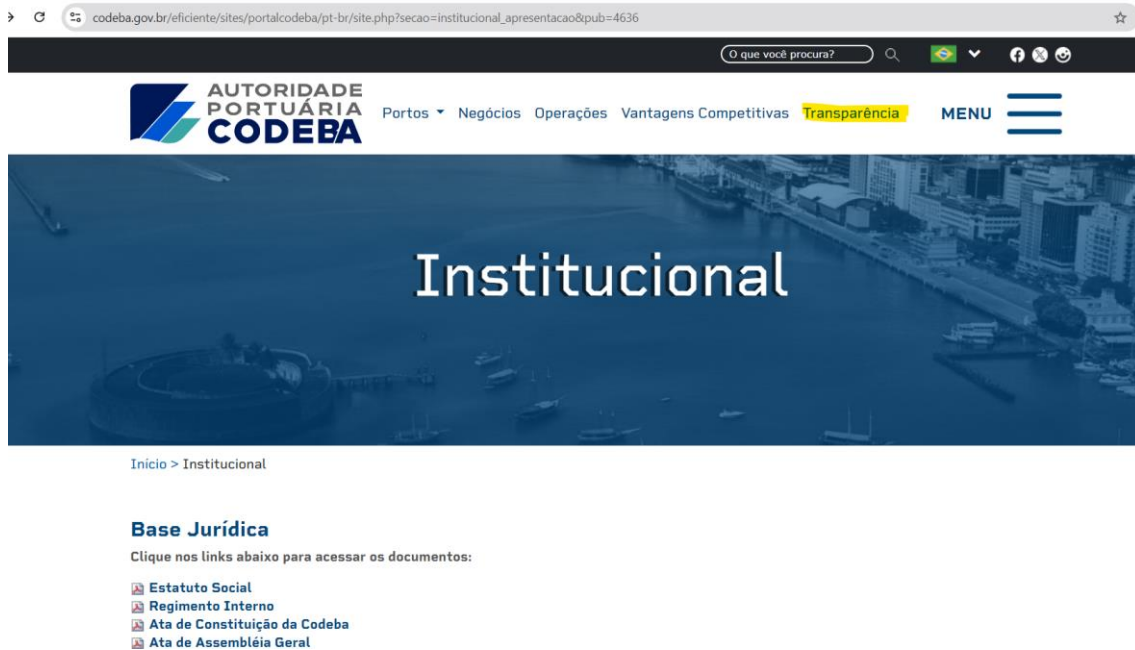 codeba.gov.br/eficiente/sites/portalcodeba/pt-br/site.php?secao=institucional_apresentacao&pub=4636
O que você procura?
AUTORIDADE
PORTUÁRIA
CODEBA
Portos Negócios Operações Vantagens Competitivas Transparência MENU
Institucional
Início > Institucional
Base Jurídica
Clique nos links abaixo para acessar os documentos:
Estatuto Social
Regimento Interno
Ata de Constituição da Codeba
Ata de Assembléia Geral